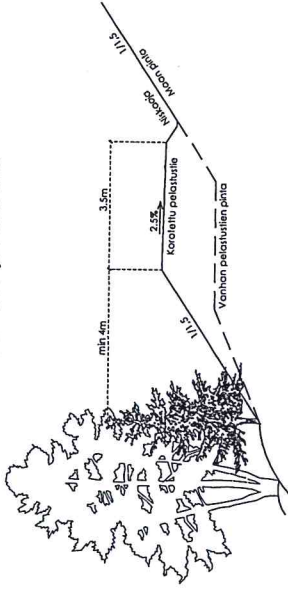 min 4m
3.5m
2.5%
Korotettu pelastustie
1/1.5
Vanhan pelastustien pinta
Niskaoja
1/1.5
Maan pinta